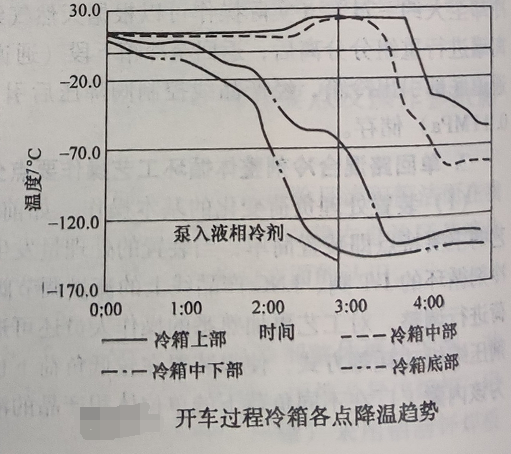 30.0
-20.0
-70.0
-120.0
-170.0
温度/°C
泵入液相冷剂
0:00 1:00 2:00 3:00 4:00
时间
冷箱上部 冷箱中部
冷箱中下部 冷箱底部
开车过程冷箱各点降温趋势